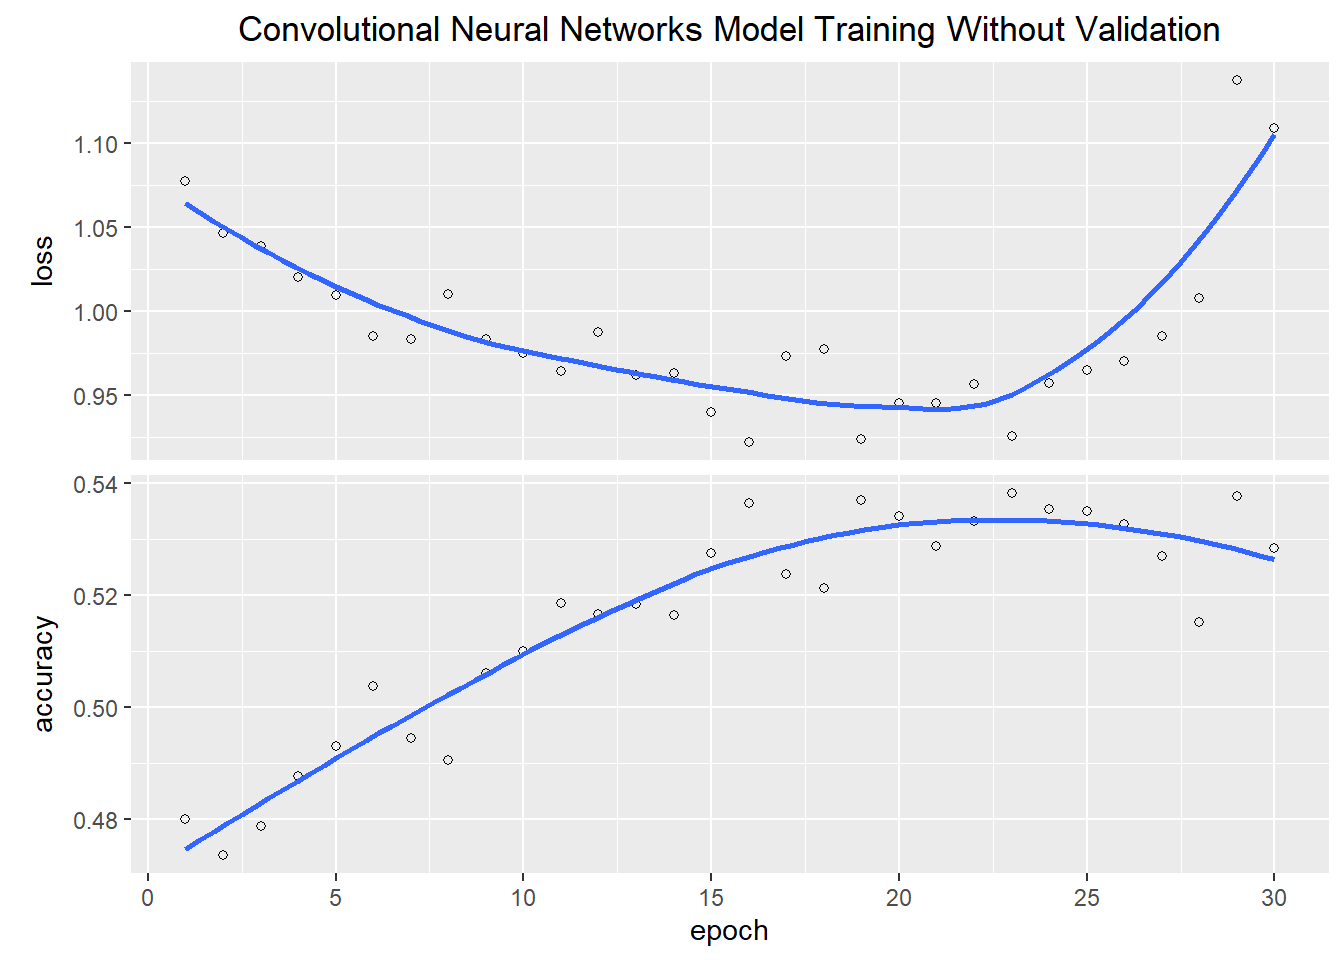 Convolutional Neural Networks Model Training Without Validation
1.10
1.05
1.00
0.95
loss
0.54
0.52
0.50
0.48
accuracy
0 5 10 15 20 25 30
epoch